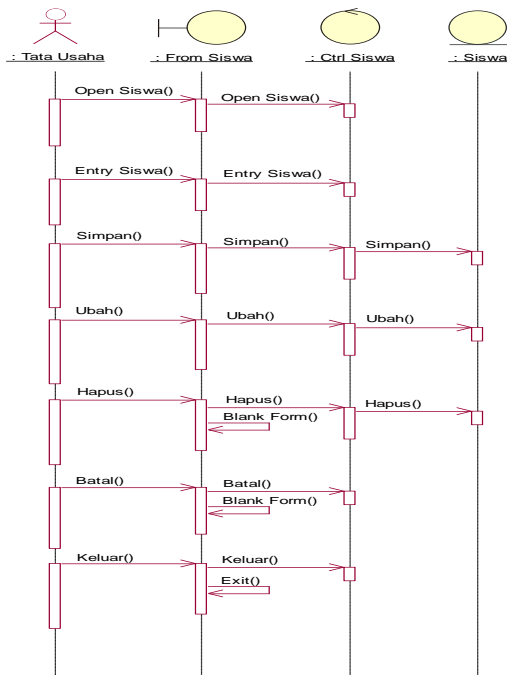 : Tata Usaha
: From Siswa
: Ctrl Siswa
: Siswa
Open Siswa()
Open Siswa()
Entry Siswa()
Entry Siswa()
Simpan()
Simpan()
Simpan()
Ubah()
Ubah()
Ubah()
Hapus()
Hapus()
Hapus()
Blank Form()
Batal()
Batal()
Blank Form()
Keluar()
Keluar()
Exit()